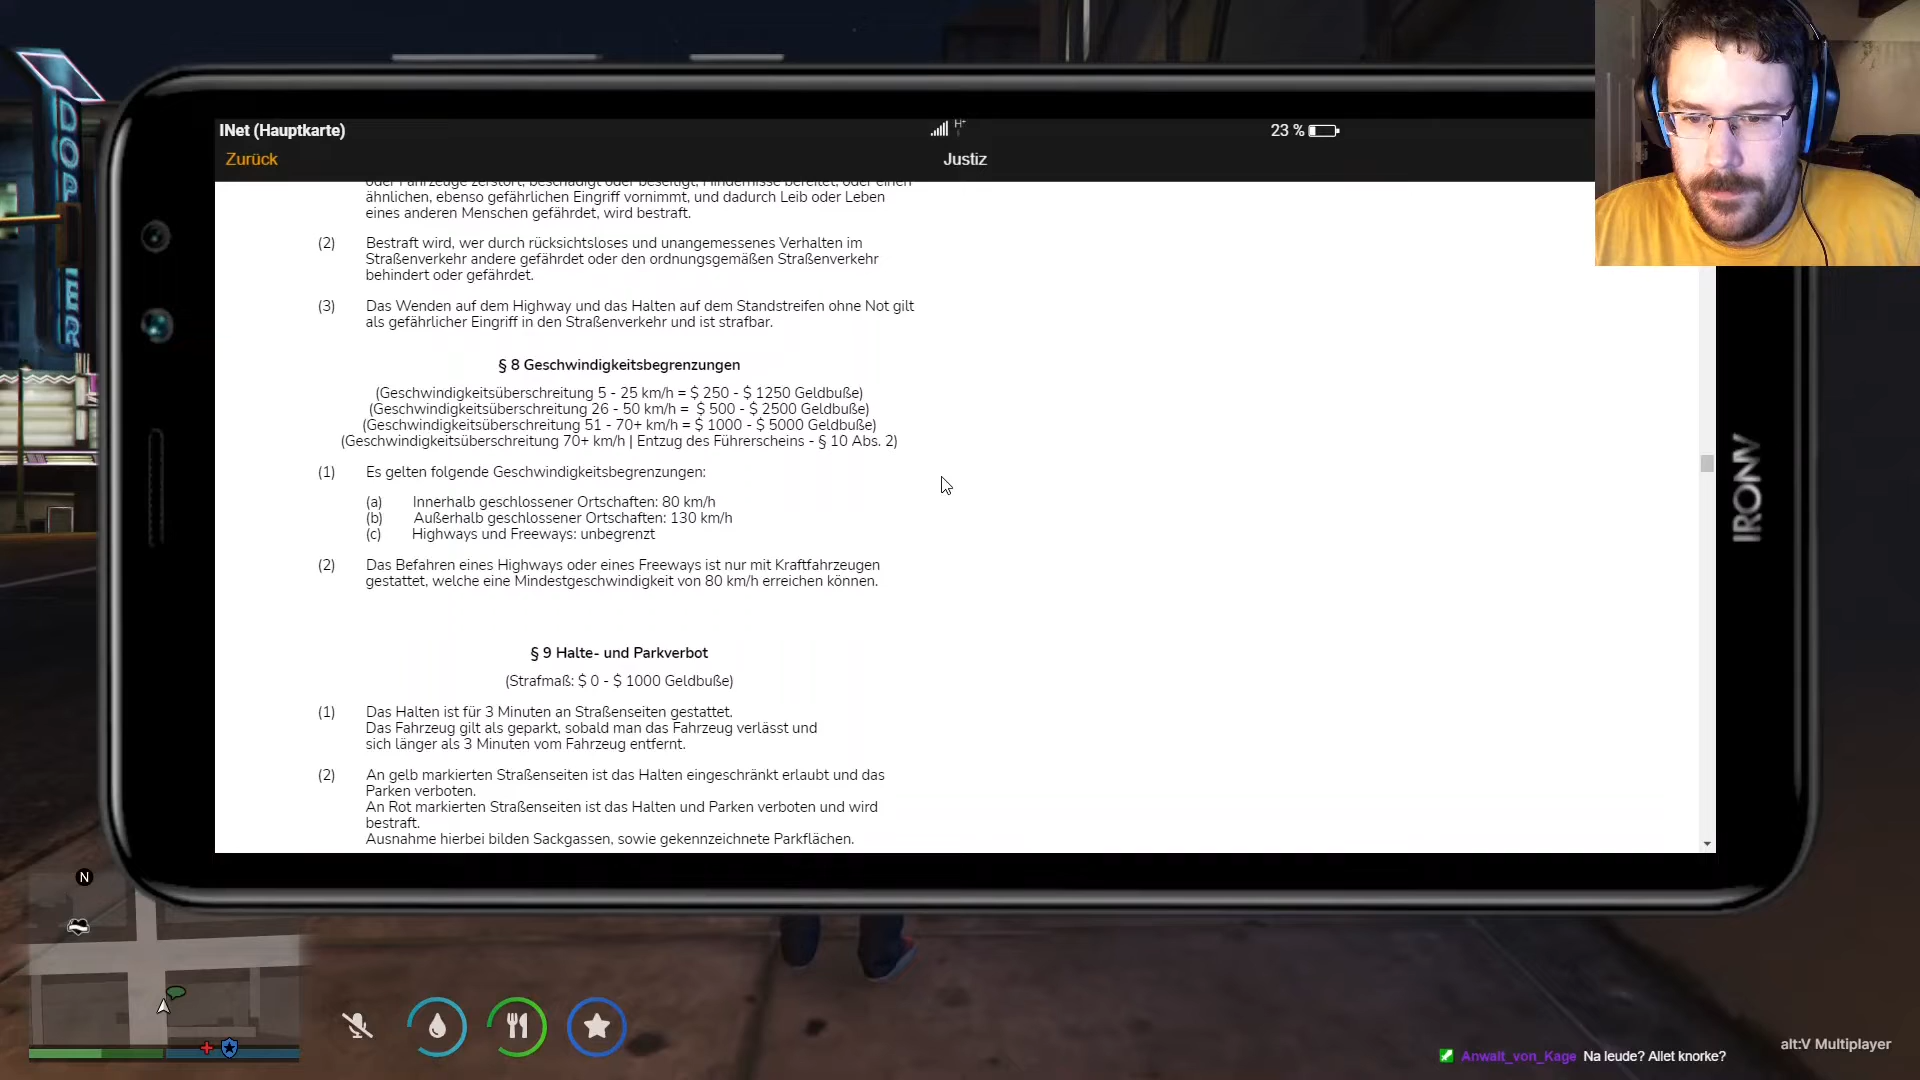 INet (Hauptkarte)
H+
23 %
Zurück
Justiz
oder Fahrzeuge zerstört, beschädigt oder beseitigt, Hindernisse bereitet, oder einen
ähnlichen, ebenso gefährlichen Eingriff vornimmt, und dadurch Leib oder Leben
eines anderen Menschen gefährdet, wird bestraft.
(2) Bestraft wird, wer durch rücksichtsloses und unangemessenes Verhalten im
Straßenverkehr andere gefährdet oder den ordnungsgemäßen Straßenverkehr
behindert oder gefährdet.
(3) Das Wenden auf dem Highway und das Halten auf dem Standstreifen ohne Not gilt
als gefährlicher Eingriff in den Straßenverkehr und ist strafbar.
§ 8 Geschwindigkeitsbegrenzungen
(Geschwindigkeitsüberschreitung 5 - 25 km/h = $ 250 - $ 1250 Geldbuße)
(Geschwindigkeitsüberschreitung 26 - 50 km/h = $ 500 - $ 2500 Geldbuße)
(Geschwindigkeitsüberschreitung 51 - 70+ km/h = $ 1000 - $ 5000 Geldbuße)
(Geschwindigkeitsüberschreitung 70+ km/h | Entzug des Führerscheins - § 10 Abs. 2)
(1) Es gelten folgende Geschwindigkeitsbegrenzungen:
(a) Innerhalb geschlossener Ortschaften: 80 km/h
(b) Außerhalb geschlossener Ortschaften: 130 km/h
(c) Highways und Freeways: unbegrenzt
(2) Das Befahren eines Highways oder eines Freeways ist nur mit Kraftfahrzeugen
gestattet, welche eine Mindestgeschwindigkeit von 80 km/h erreichen können.
§ 9 Halte- und Parkverbot
(Strafmaß: $ 0 - $ 1000 Geldbuße)
(1) Das Halten ist für 3 Minuten an Straßenseiten gestattet.
Das Fahrzeug gilt als geparkt, sobald man das Fahrzeug verlässt und
sich länger als 3 Minuten vom Fahrzeug entfernt.
(2) An gelb markierten Straßenseiten ist das Halten eingeschränkt erlaubt und das
Parken verboten.
An Rot markierten Straßenseiten ist das Halten und Parken verboten und wird
bestraft.
Ausnahme hierbei bilden Sackgassen, sowie gekennzeichnete Parkflächen.
IRONV
N
alt:V Multiplayer
Anwalt_von_Kage Na leude? Allet knorke?